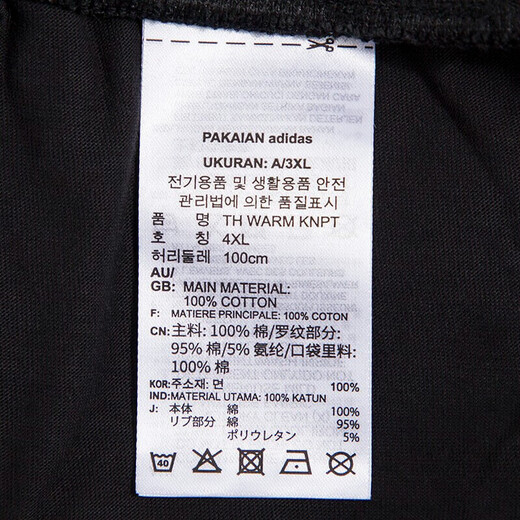 PAKAIAN adidas
UKURAN: A/3XL
전기용품 및 생활용품 안전
관리법에 의한 품질표시
품 명 TH WARM KNPT
호 칭 4XL
허리둘레 100cm
AU/
GB: MAIN MATERIAL:
100% COTTON
F: MATIERE PRINCIPALE: 100% COTON
CN: 主料: 100% 棉/罗纹部分:
95% 棉/5% 氨纶/口袋里料:
100% 棉
KOR: 주소재: 면 100%
IND: MATERIAL UTAMA: 100% KATUN
J: 本体 綿 100%
リブ部分 綿 95%
ポリウレタン 5%
40